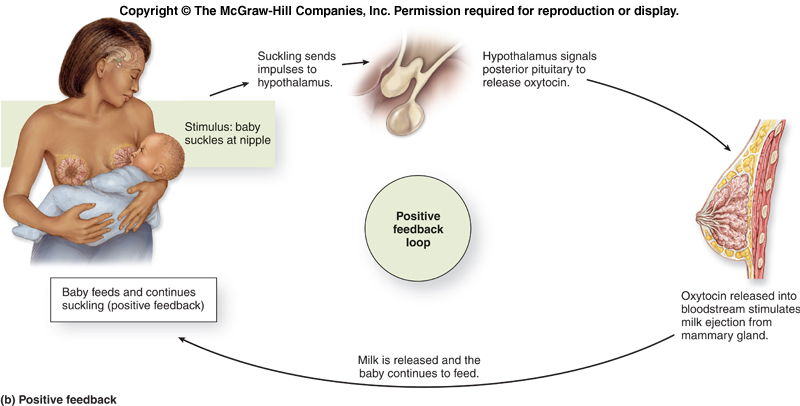 Copyright © The McGraw-Hill Companies, Inc. Permission required for reproduction or display.
Suckling sends
impulses to
hypothalamus.
Hypothalamus signals
posterior pituitary to
release oxytocin.
Stimulus: baby
suckles at nipple
Positive
feedback
loop
Baby feeds and continues
suckling (positive feedback)
Oxytocin released into
bloodstream stimulates
milk ejection from
mammary gland.
Milk is released and the
baby continues to feed.
(b) Positive feedback